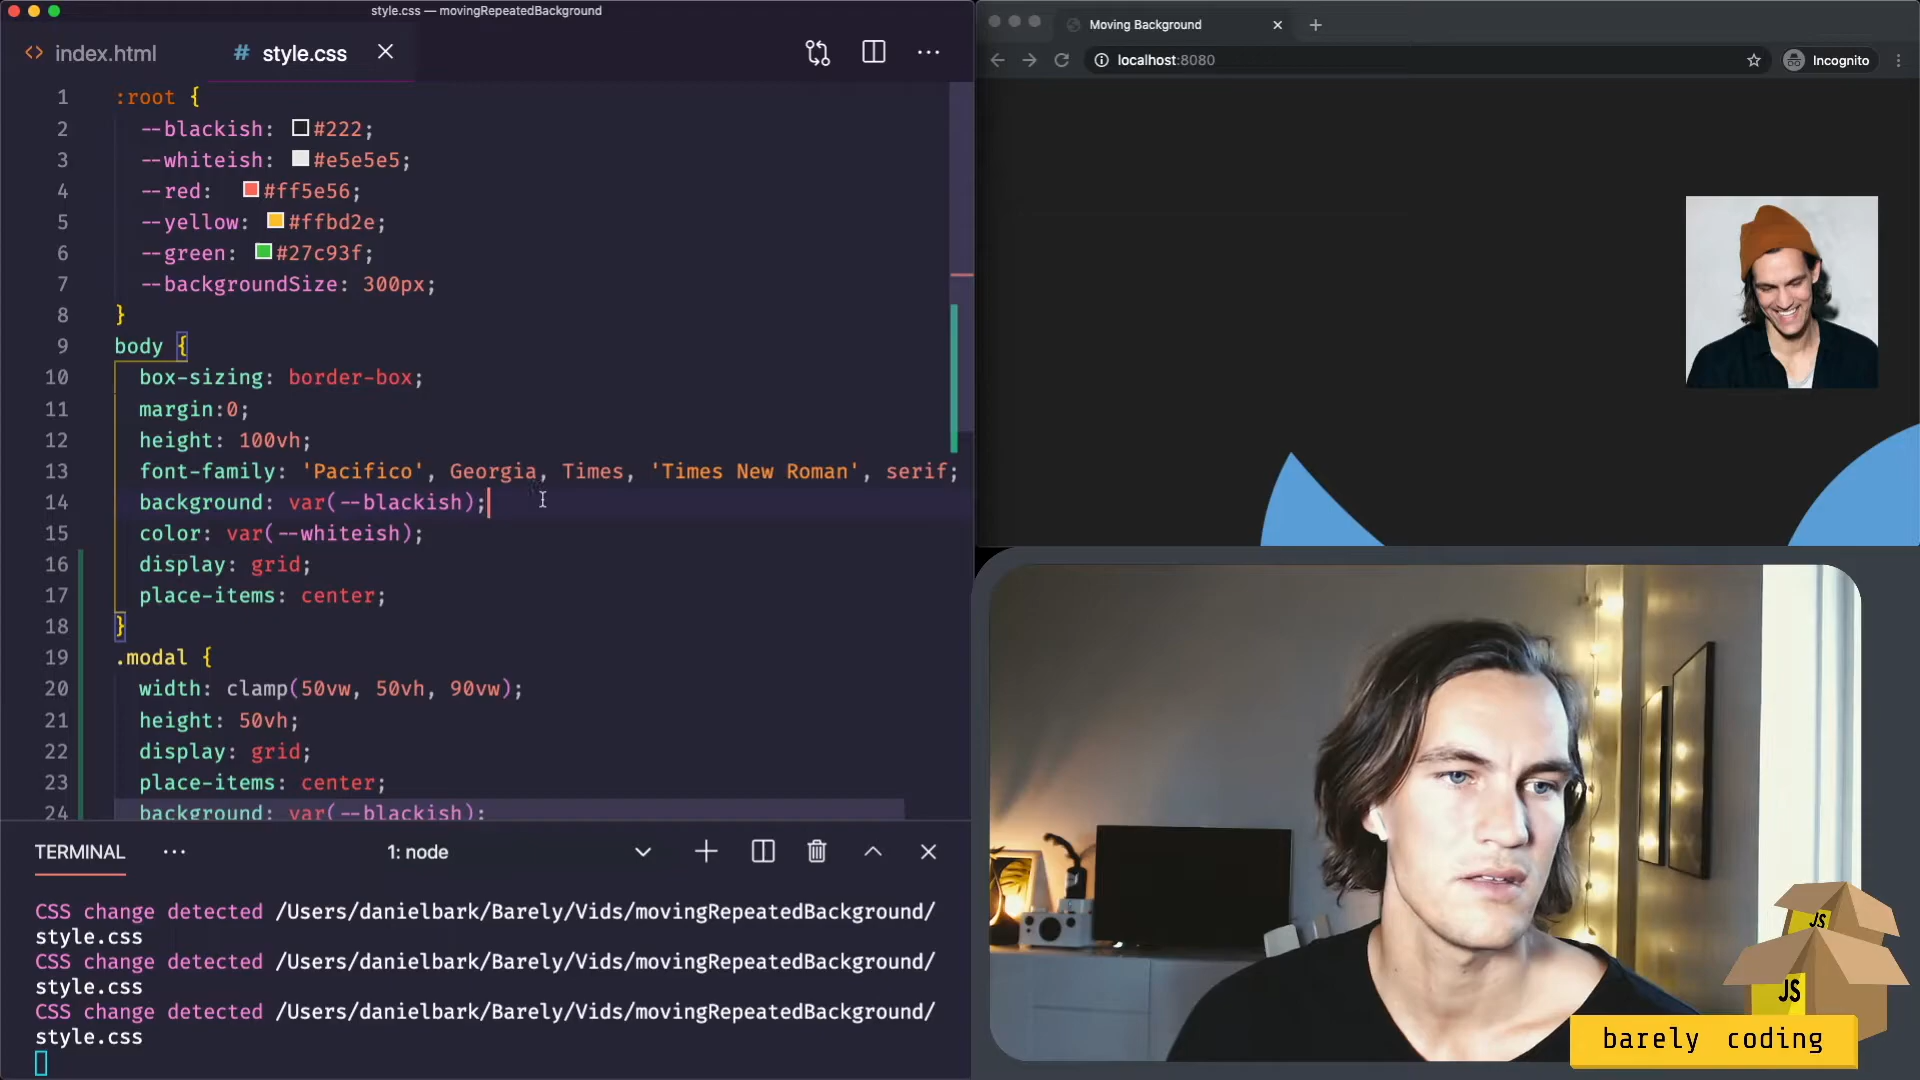 style.css — movingRepeatedBackground
index.html
# style.css
1 :root {
2 --blackish: #222;
3 --whiteish: #e5e5e5;
4 --red: #ff5e56;
5 --yellow: #ffbd2e;
6 --green: #27c93f;
7 --backgroundSize: 300px;
8 }
9 body {
10 box-sizing: border-box;
11 margin:0;
12 height: 100vh;
13 font-family: 'Pacifico', Georgia, Times, 'Times New Roman', serif;
14 background: var(--blackish);
15 color: var(--whiteish);
16 display: grid;
17 place-items: center;
18 }
19 .modal {
20 width: clamp(50vw, 50vh, 90vw);
21 height: 50vh;
22 display: grid;
23 place-items: center;
24 background: var(--blackish);
TERMINAL
1: node
CSS change detected /Users/danielbark/Barely/Vids/movingRepeatedBackground/
style.css
CSS change detected /Users/danielbark/Barely/Vids/movingRepeatedBackground/
style.css
CSS change detected /Users/danielbark/Barely/Vids/movingRepeatedBackground/
style.css
Moving Background
localhost:8080
Incognito
JS
JS
barely coding